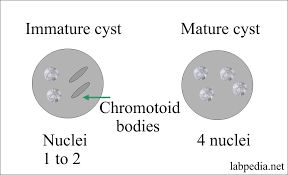 Immature cyst
Mature cyst
Chromotoid
bodies
Nuclei
1 to 2
4 nuclei
labpedia.net